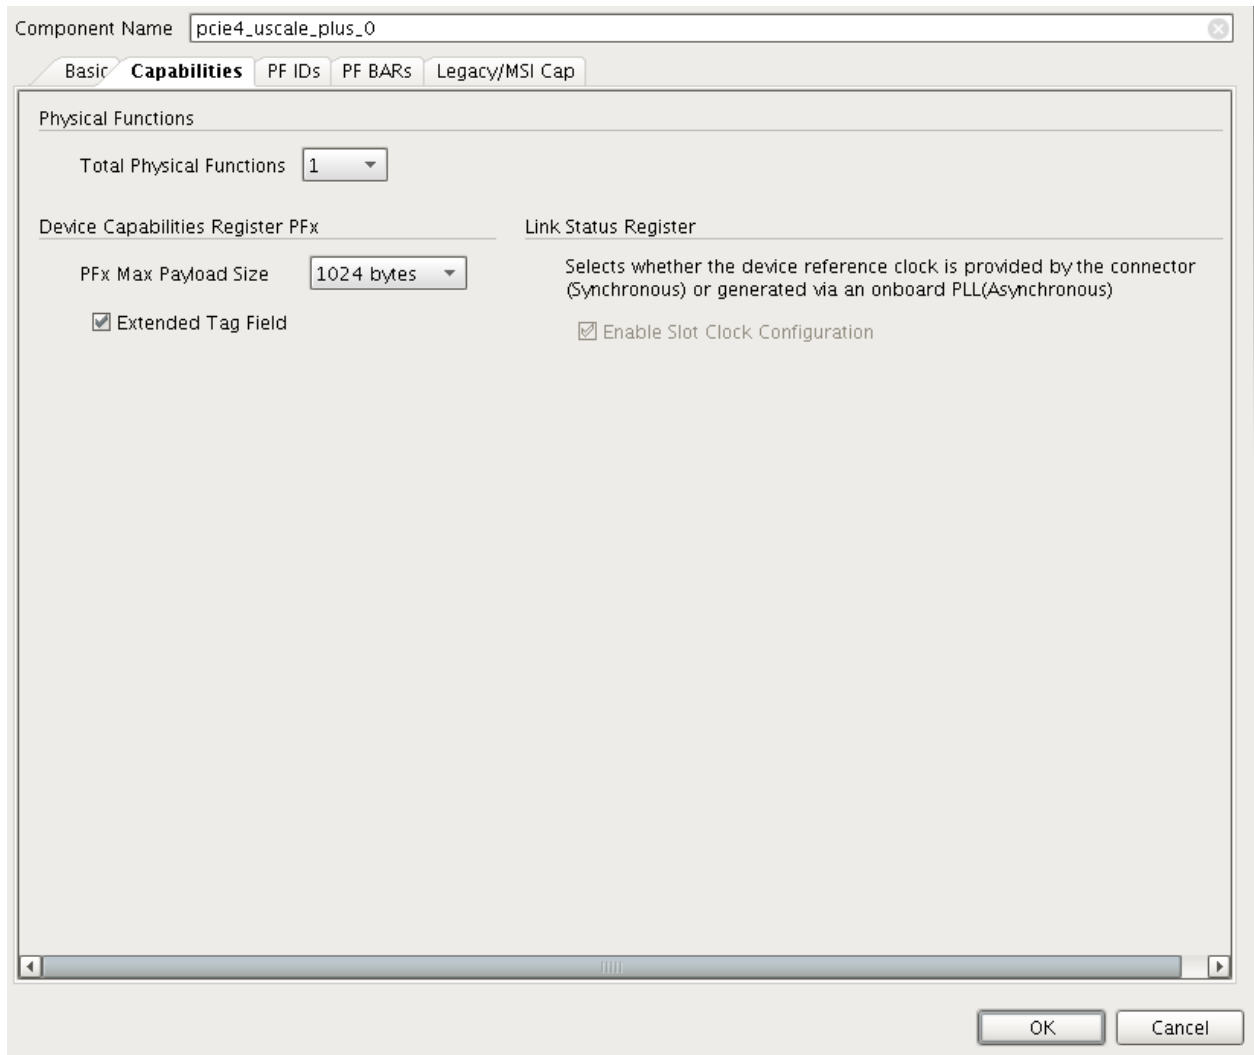 Component Name pcie4_uscale_plus_0
Basic Capabilities PF IDs PF BARs Legacy/MSI Cap
Physical Functions
Total Physical Functions 1
Device Capabilities Register PFx
PFx Max Payload Size 1024 bytes
Extended Tag Field
Link Status Register
Selects whether the device reference clock is provided by the connector
(Synchronous) or generated via an onboard PLL(Asynchronous)
Enable Slot Clock Configuration
OK Cancel